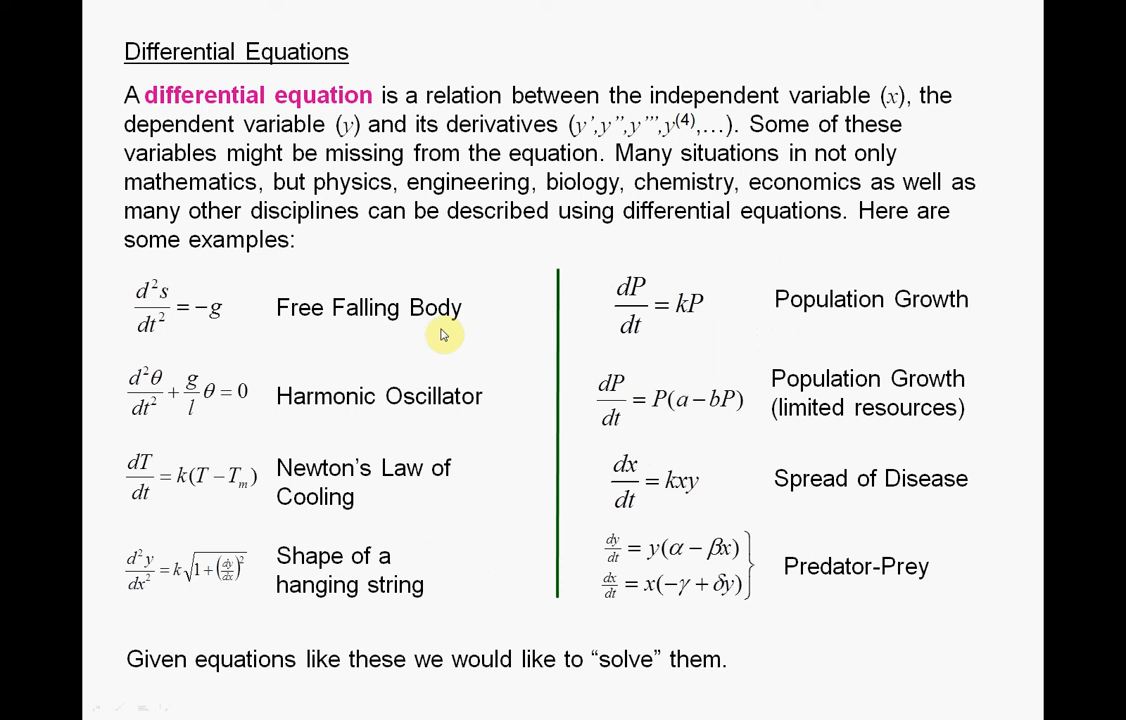 Differential Equations
A differential equation is a relation between the independent variable (x), the
dependent variable (y) and its derivatives (y′,y″,y‴,y⁽⁴⁾,…). Some of these
variables might be missing from the equation. Many situations in not only
mathematics, but physics, engineering, biology, chemistry, economics as well as
many other disciplines can be described using differential equations. Here are
some examples:
d²s/dt² = −g Free Falling Body
d²θ/dt² + g/l θ = 0 Harmonic Oscillator
dT/dt = k(T − Tₘ) Newton's Law of
Cooling
d²y/dx² = k√(1 + (dy/dx)²) Shape of a
hanging string
dP/dt = kP Population Growth
dP/dt = P(a − bP) Population Growth
(limited resources)
dx/dt = kxy Spread of Disease
dy/dt = y(α − βx)
dx/dt = x(−γ + δy) } Predator-Prey
Given equations like these we would like to “solve” them.